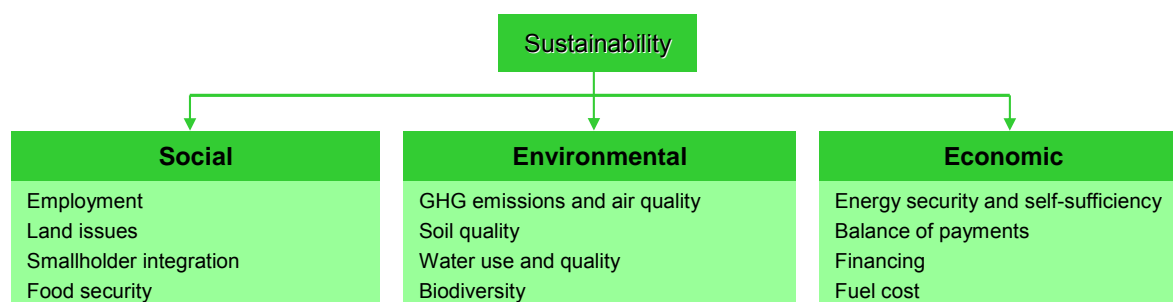 Sustainability
Social
Employment
Land issues
Smallholder integration
Food security
Environmental
GHG emissions and air quality
Soil quality
Water use and quality
Biodiversity
Economic
Energy security and self-sufficiency
Balance of payments
Financing
Fuel cost